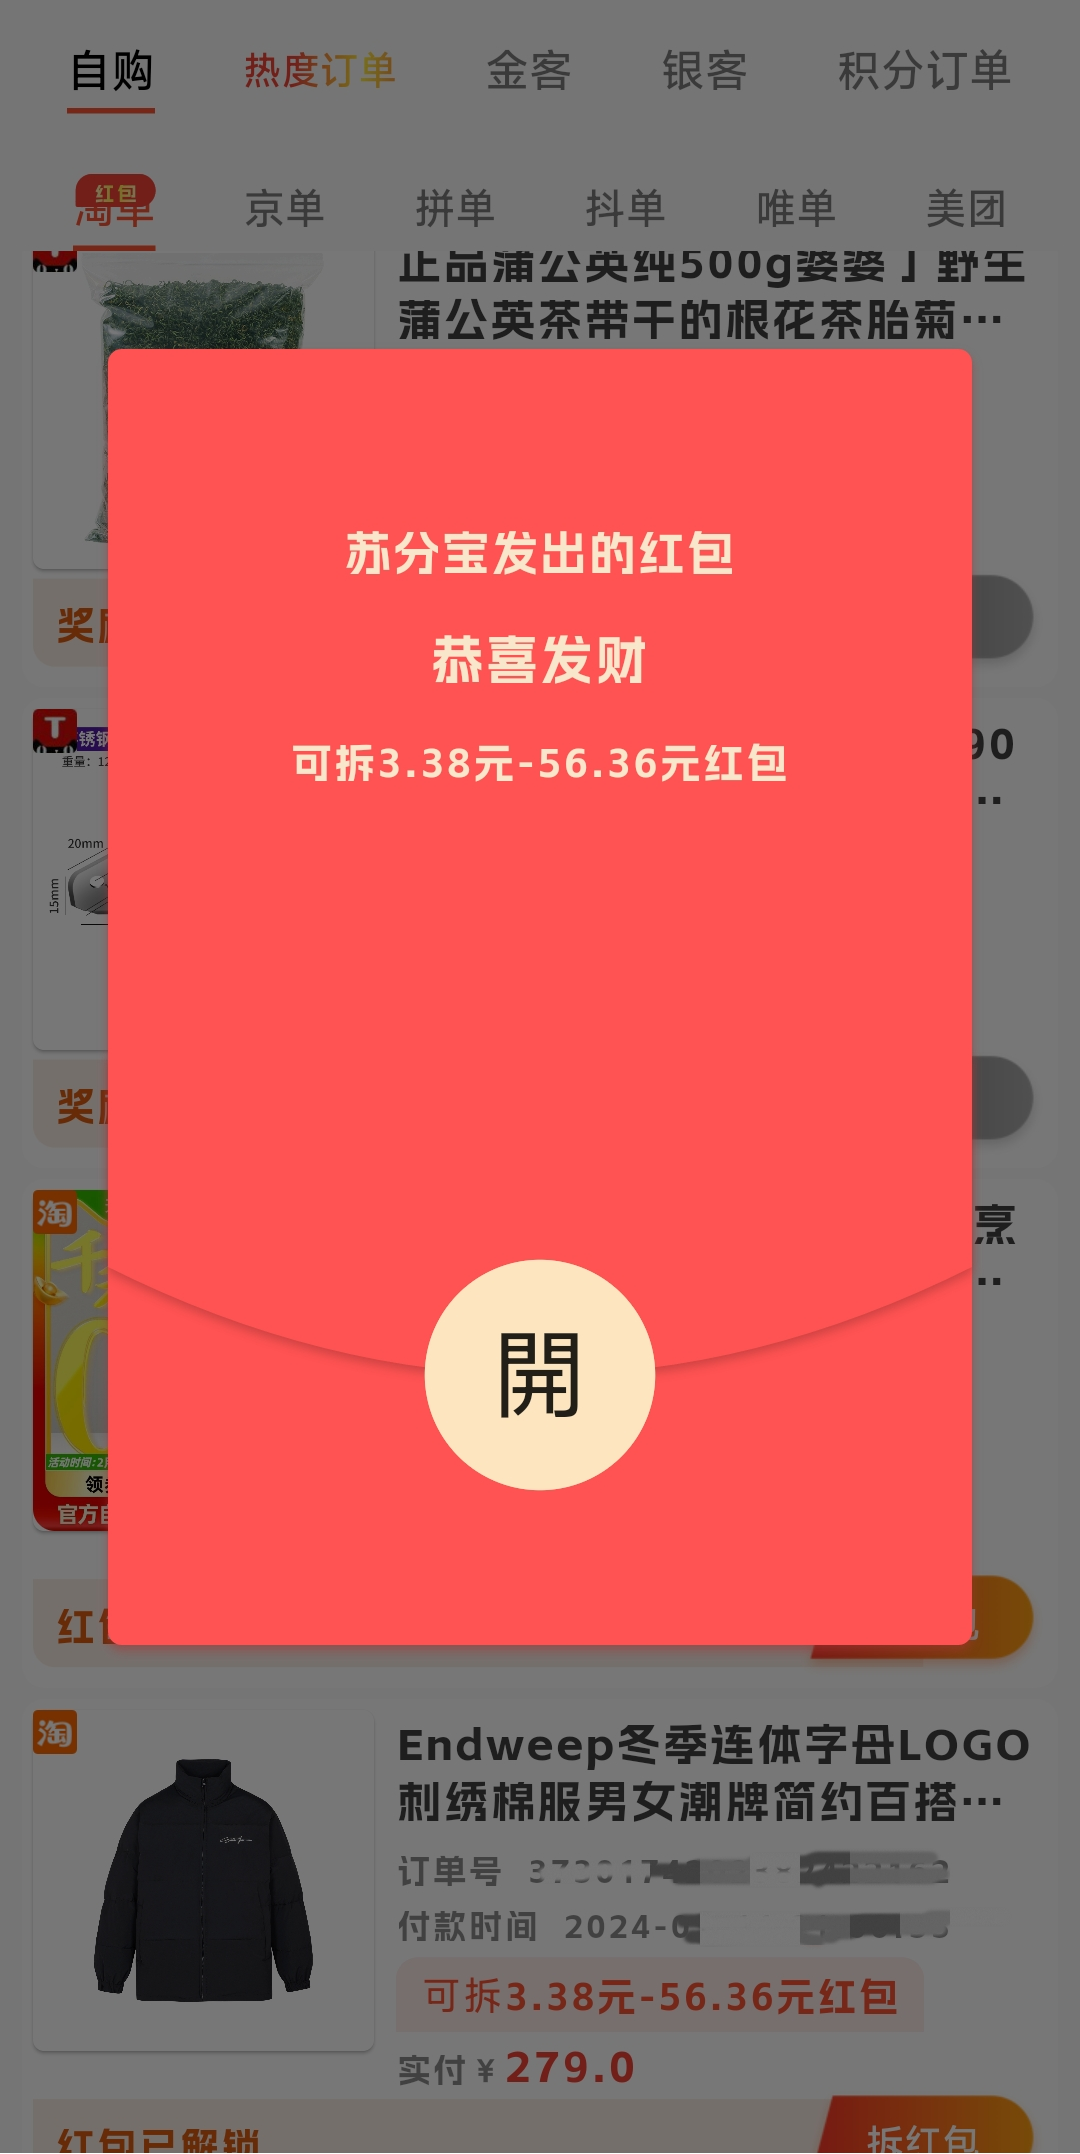 自购 热度订单 金客 银客 积分订单
红包
淘单 京单 拼单 抖单 唯单 美团
正品蒲公英纯500g婆婆丁野生
蒲公英茶带干的根花茶胎菊…
苏分宝发出的红包
恭喜发财
可拆3.38元-56.36元红包
奖
T
锈钢
重量: 12
90
20mm
15mm
奖
淘
烹
開
活动时间:2
领
官方
红包
淘
Endweep冬季连体字母LOGO
刺绣棉服男女潮牌简约百搭…
订单号
付款时间 2024-0
可拆3.38元-56.36元红包
实付 ¥ 279.0
红包已解锁 拆红包